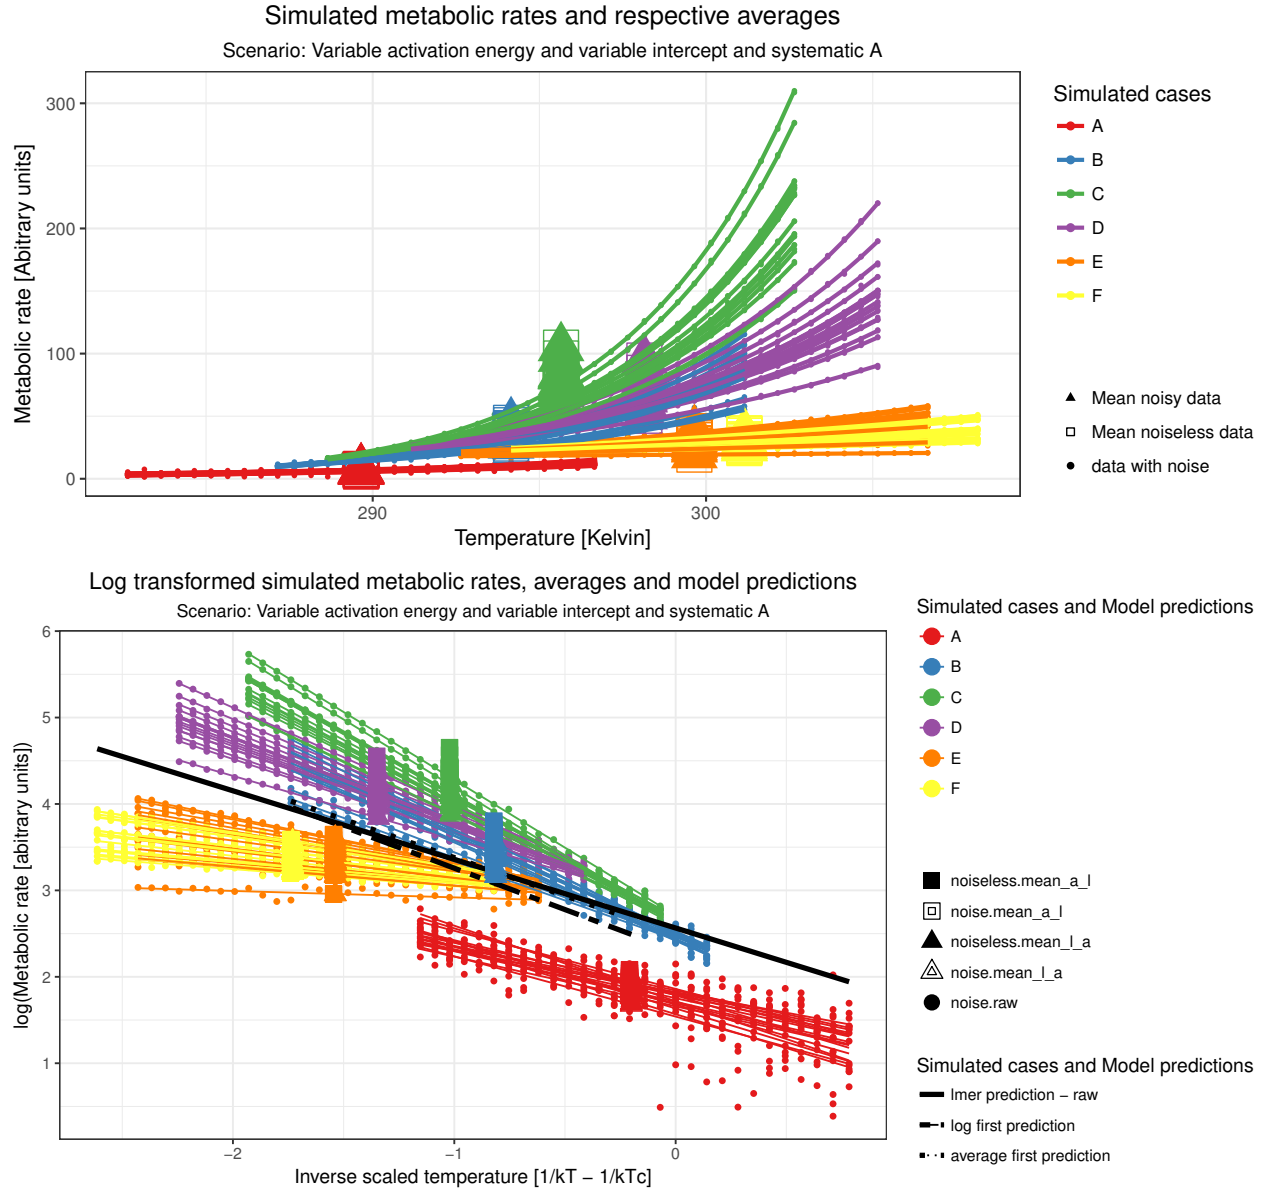 Simulated metabolic rates and respective averages
Scenario: Variable activation energy and variable intercept and systematic A
Metabolic rate [Abitrary units]
300
200
100
0
290
300
Temperature [Kelvin]
Simulated cases
A
B
C
D
E
F
Mean noisy data
Mean noiseless data
data with noise
Log transformed simulated metabolic rates, averages and model predictions
Scenario: Variable activation energy and variable intercept and systematic A
log(Metabolic rate [abitrary units])
6
5
4
3
2
1
−2
−1
0
Inverse scaled temperature [1/kT − 1/kTc]
Simulated cases and Model predictions
A
B
C
D
E
F
noiseless.mean_a_l
noise.mean_a_l
noiseless.mean_l_a
noise.mean_l_a
noise.raw
Simulated cases and Model predictions
lmer prediction − raw
log first prediction
average first prediction